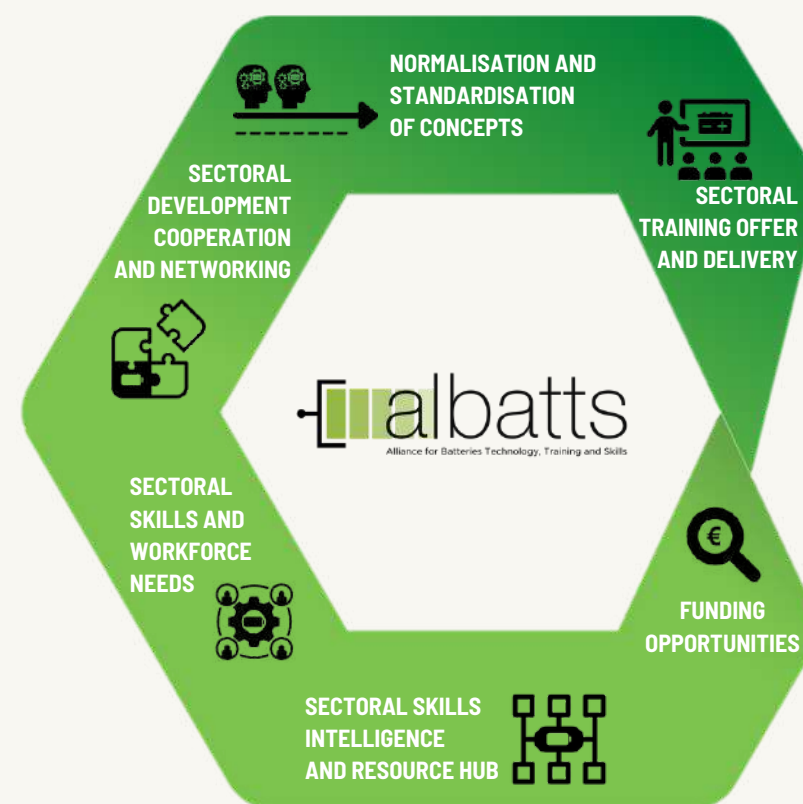 NORMALISATION AND
STANDARDISATION
OF CONCEPTS
SECTORAL
TRAINING OFFER
AND DELIVERY
SECTORAL
DEVELOPMENT
COOPERATION
AND NETWORKING
albatts
Alliance for Batteries Technology, Training and Skills
SECTORAL
SKILLS AND
WORKFORCE
NEEDS
€
FUNDING
OPPORTUNITIES
SECTORAL SKILLS
INTELLIGENCE
AND RESOURCE HUB